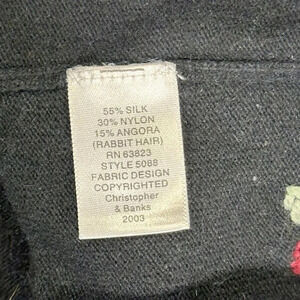 55% SILK
30% NYLON
15% ANGORA
(RABBIT HAIR)
RN 63823
STYLE 5088
FABRIC DESIGN
COPYRIGHTED
Christopher
& Banks
2003